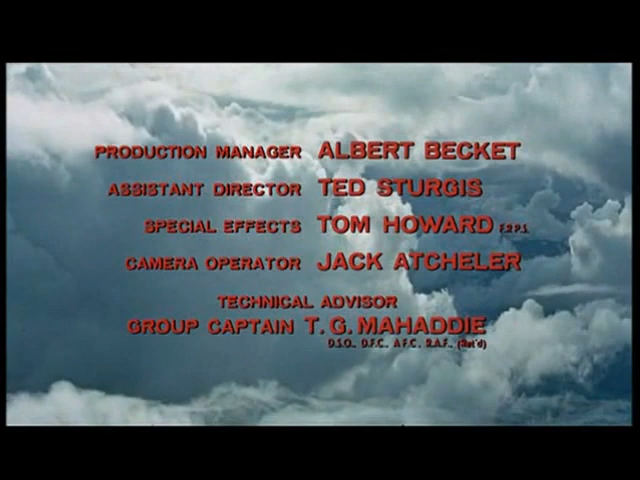 PRODUCTION MANAGER ALBERT BECKET
ASSISTANT DIRECTOR TED STURGIS
SPECIAL EFFECTS TOM HOWARD F.R.P.S.
CAMERA OPERATOR JACK ATCHELER
TECHNICAL ADVISOR
GROUP CAPTAIN T. G. MAHADDIE
D.S.O., D.F.C., A.F.C., R.A.F., (Ret'd)